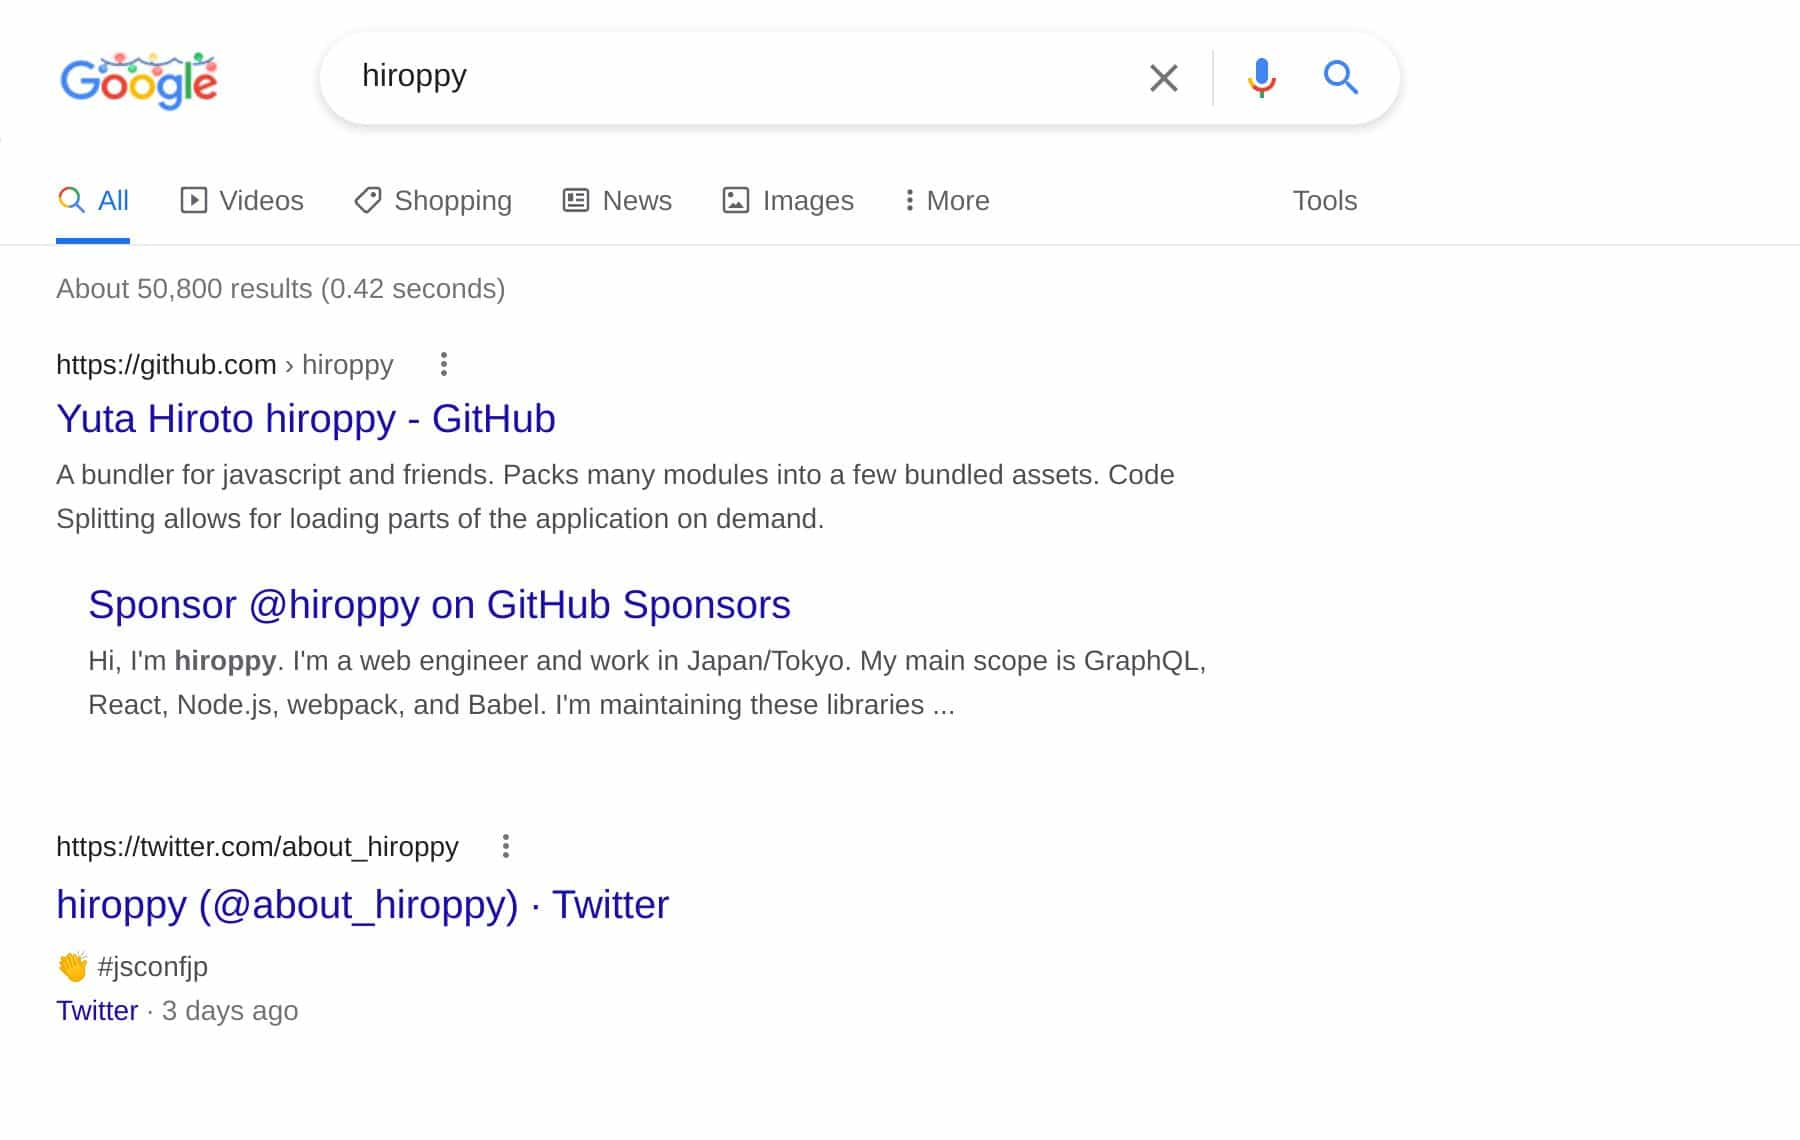 Google
hiroppy
All Videos Shopping News Images More Tools
About 50,800 results (0.42 seconds)
https://github.com › hiroppy
Yuta Hiroto hiroppy - GitHub
A bundler for javascript and friends. Packs many modules into a few bundled assets. Code
Splitting allows for loading parts of the application on demand.
Sponsor @hiroppy on GitHub Sponsors
Hi, I'm hiroppy. I'm a web engineer and work in Japan/Tokyo. My main scope is GraphQL,
React, Node.js, webpack, and Babel. I'm maintaining these libraries ...
https://twitter.com/about_hiroppy
hiroppy (@about_hiroppy) · Twitter
👏 #jsconfjp
Twitter · 3 days ago